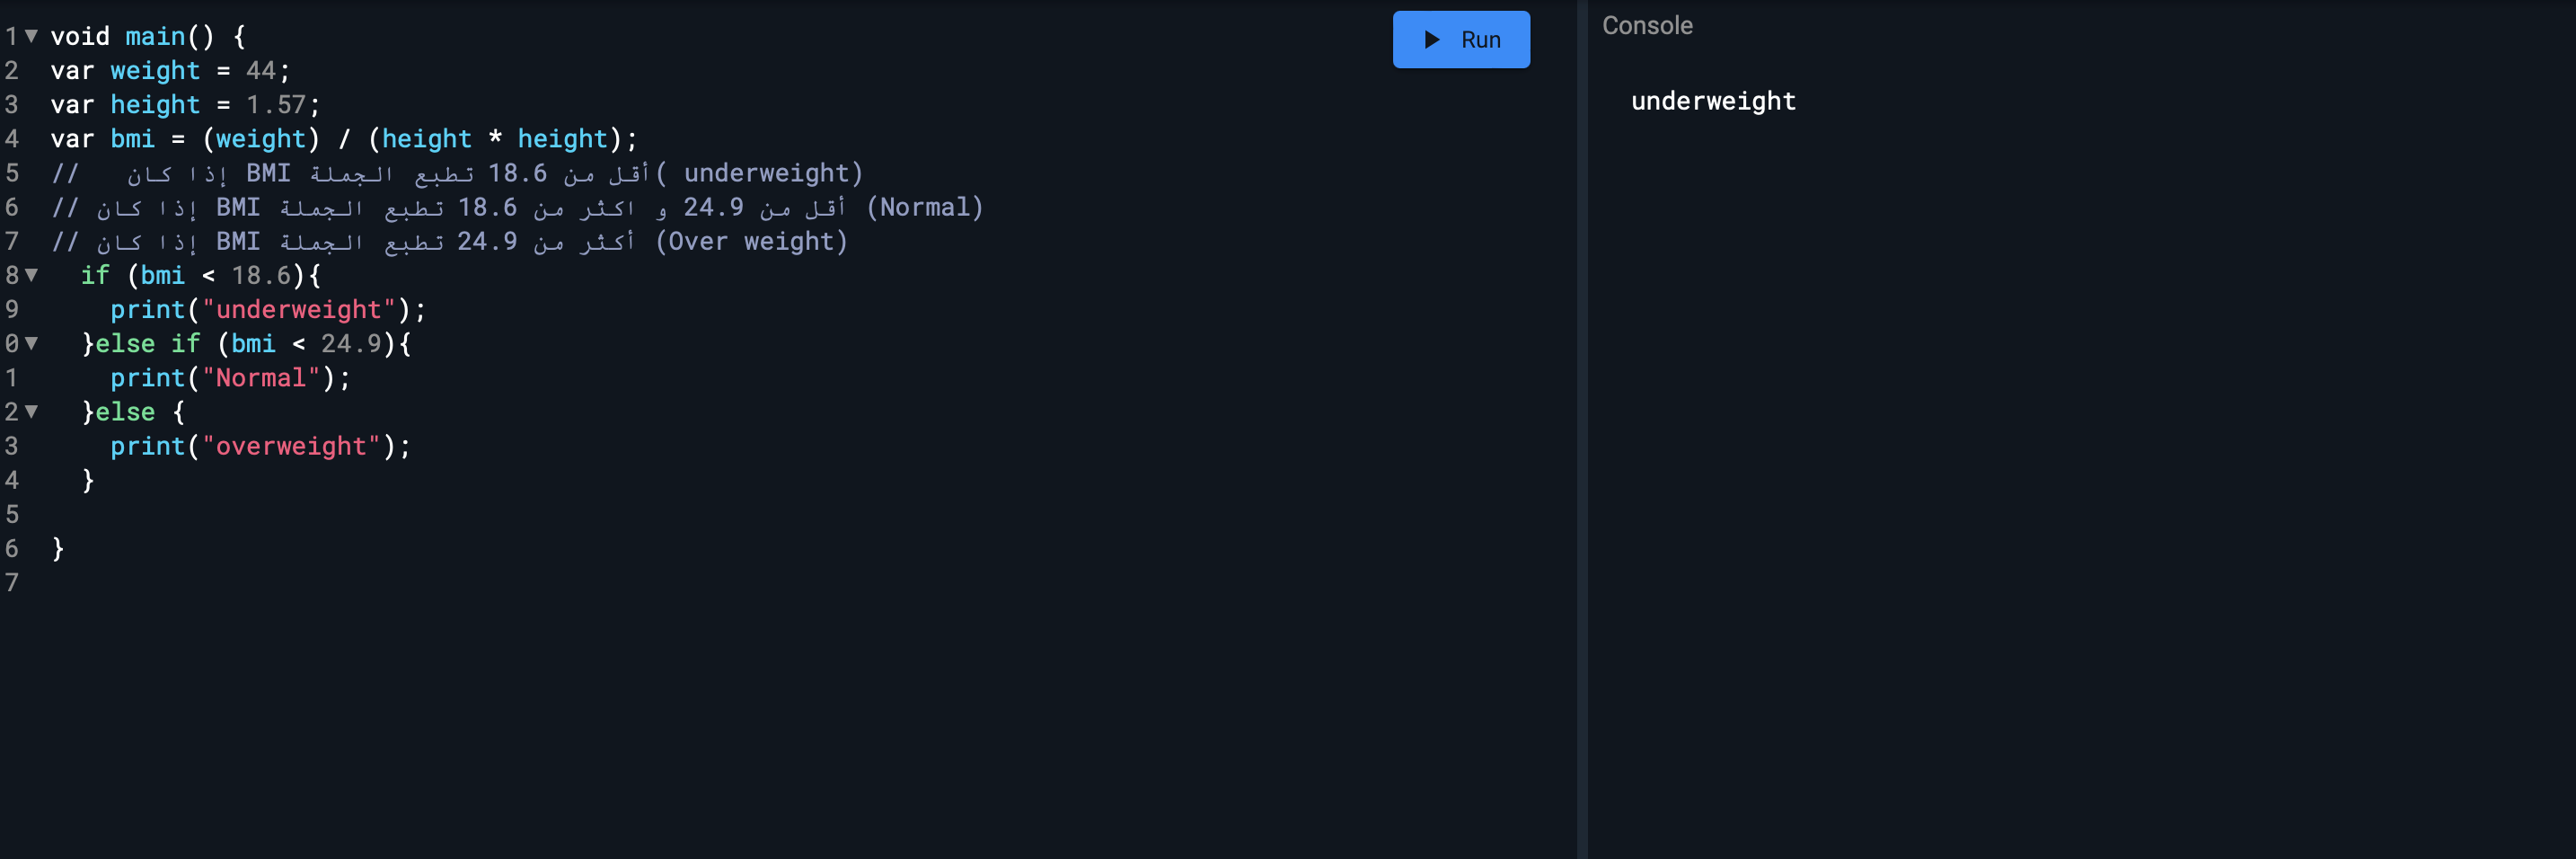 1 void main() {
2 var weight = 44;
3 var height = 1.57;
4 var bmi = (weight) / (height * height);
5 //   إذا كان BMI أقل من 18.6 تطبع الجملة( underweight)
6 // إذا كان BMI أقل من 24.9 و اكثر من 18.6 تطبع الجملة (Normal)
7 // إذا كان BMI أكثر من 24.9 تطبع الجملة (Over weight)
8   if (bmi < 18.6){
9     print("underweight");
0   }else if (bmi < 24.9){
1     print("Normal");
2   }else {
3     print("overweight");
4   }
5
6 }
7
Run
Console
underweight